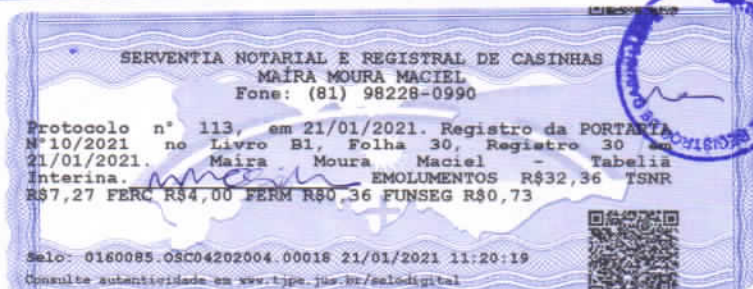 SERVENTIA NOTARIAL E REGISTRAL DE CASINHAS
MAÍRA MOURA MACIEL
Fone: (81) 98228-0990
Protocolo n° 113, em 21/01/2021. Registro da PORTARIA
N°10/2021 no Livro B1, Folha 30, Registro 30 em
21/01/2021. Maira Moura Maciel - Tabeliã
Interina. EMOLUMENTOS R$32,36 TSNR
R$7,27 FERC R$4,00 FERM R$0,36 FUNSEG R$0,73
Selo: 0160085.OSC04202004.00018 21/01/2021 11:20:19
Consulte autenticidade em www.tjpe.jus.br/selodigital